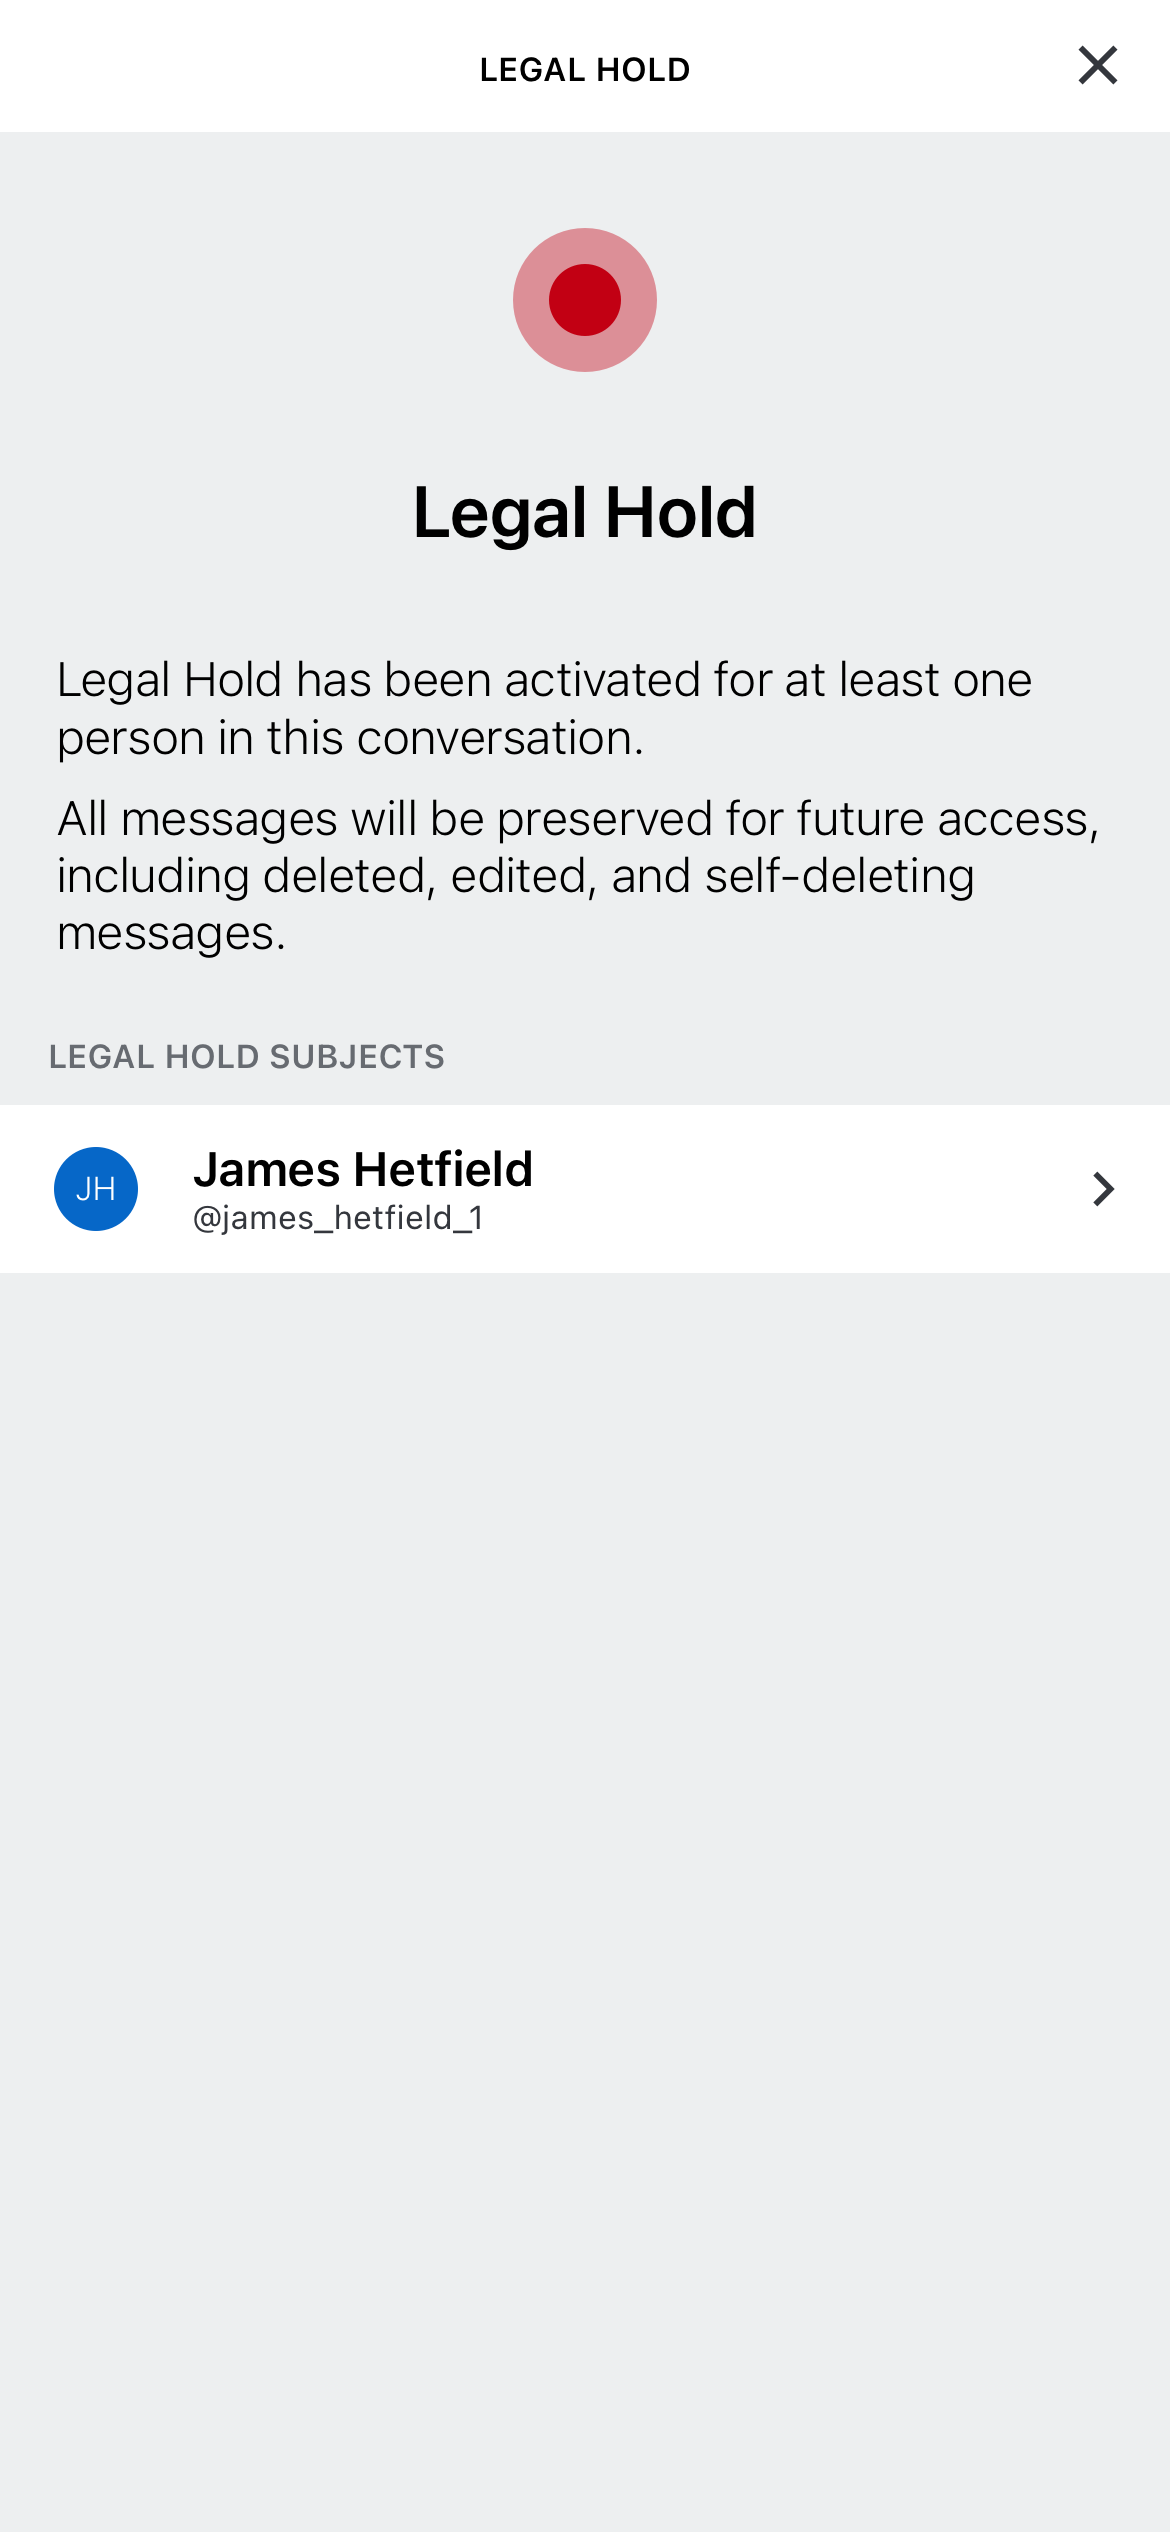 LEGAL HOLD
Legal Hold
Legal Hold has been activated for at least one
person in this conversation.
All messages will be preserved for future access,
including deleted, edited, and self-deleting
messages.
LEGAL HOLD SUBJECTS
JH
James Hetfield
@james_hetfield_1